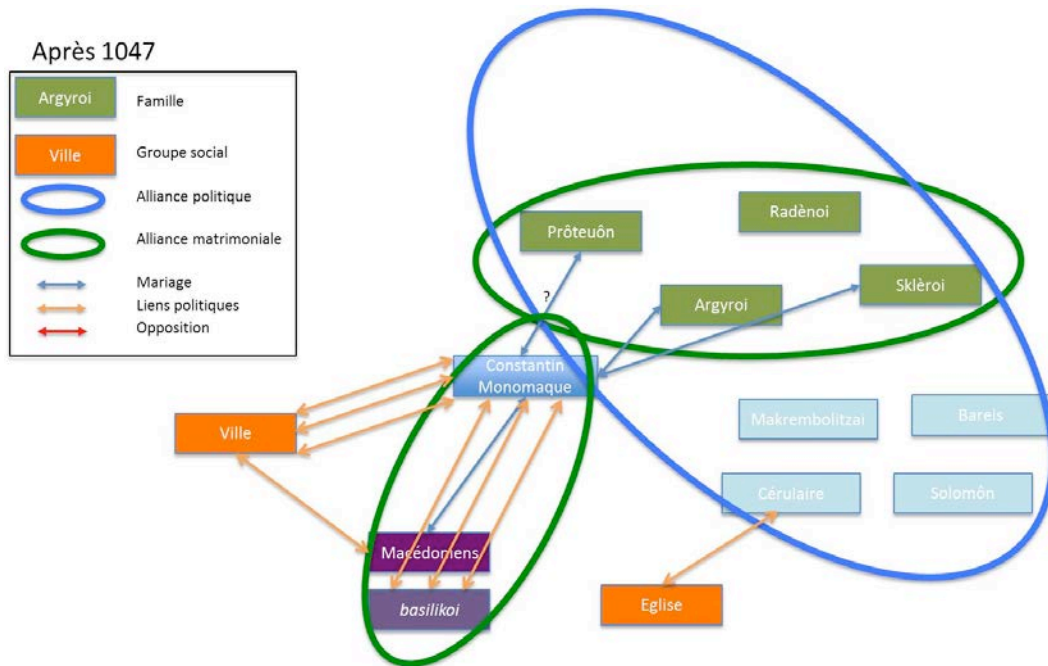 Après 1047
Argyroi
Famille
Ville
Groupe social
Alliance politique
Alliance matrimoniale
Mariage
Liens politiques
Opposition
Prôteuôn
Radènoi
Sklèroi
Argyroi
?
Constantin
Monomaque
Ville
Makrembolitzai
Bareis
Cérulaire
Solomôn
Macédoniens
basilikoi
Eglise